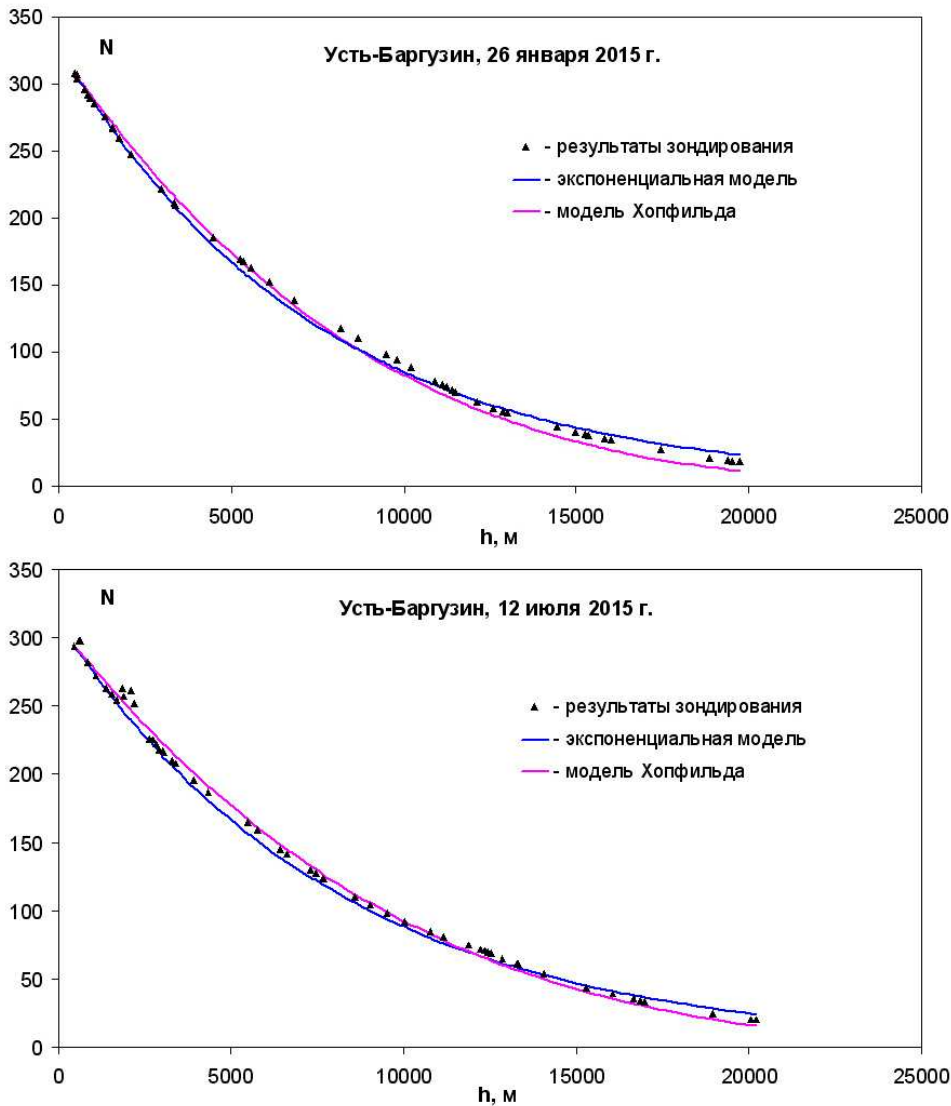 350
N
Усть-Баргузин, 26 января 2015 г.
300
250
- результаты зондирования
- экспоненциальная модель
200
- модель Хопфильда
150
100
50
0
0 5000 10000 15000 20000 25000
h, м
350
N
Усть-Баргузин, 12 июля 2015 г.
300
250
- результаты зондирования
- экспоненциальная модель
200
- модель Хопфильда
150
100
50
0
0 5000 10000 15000 20000 25000
h, м